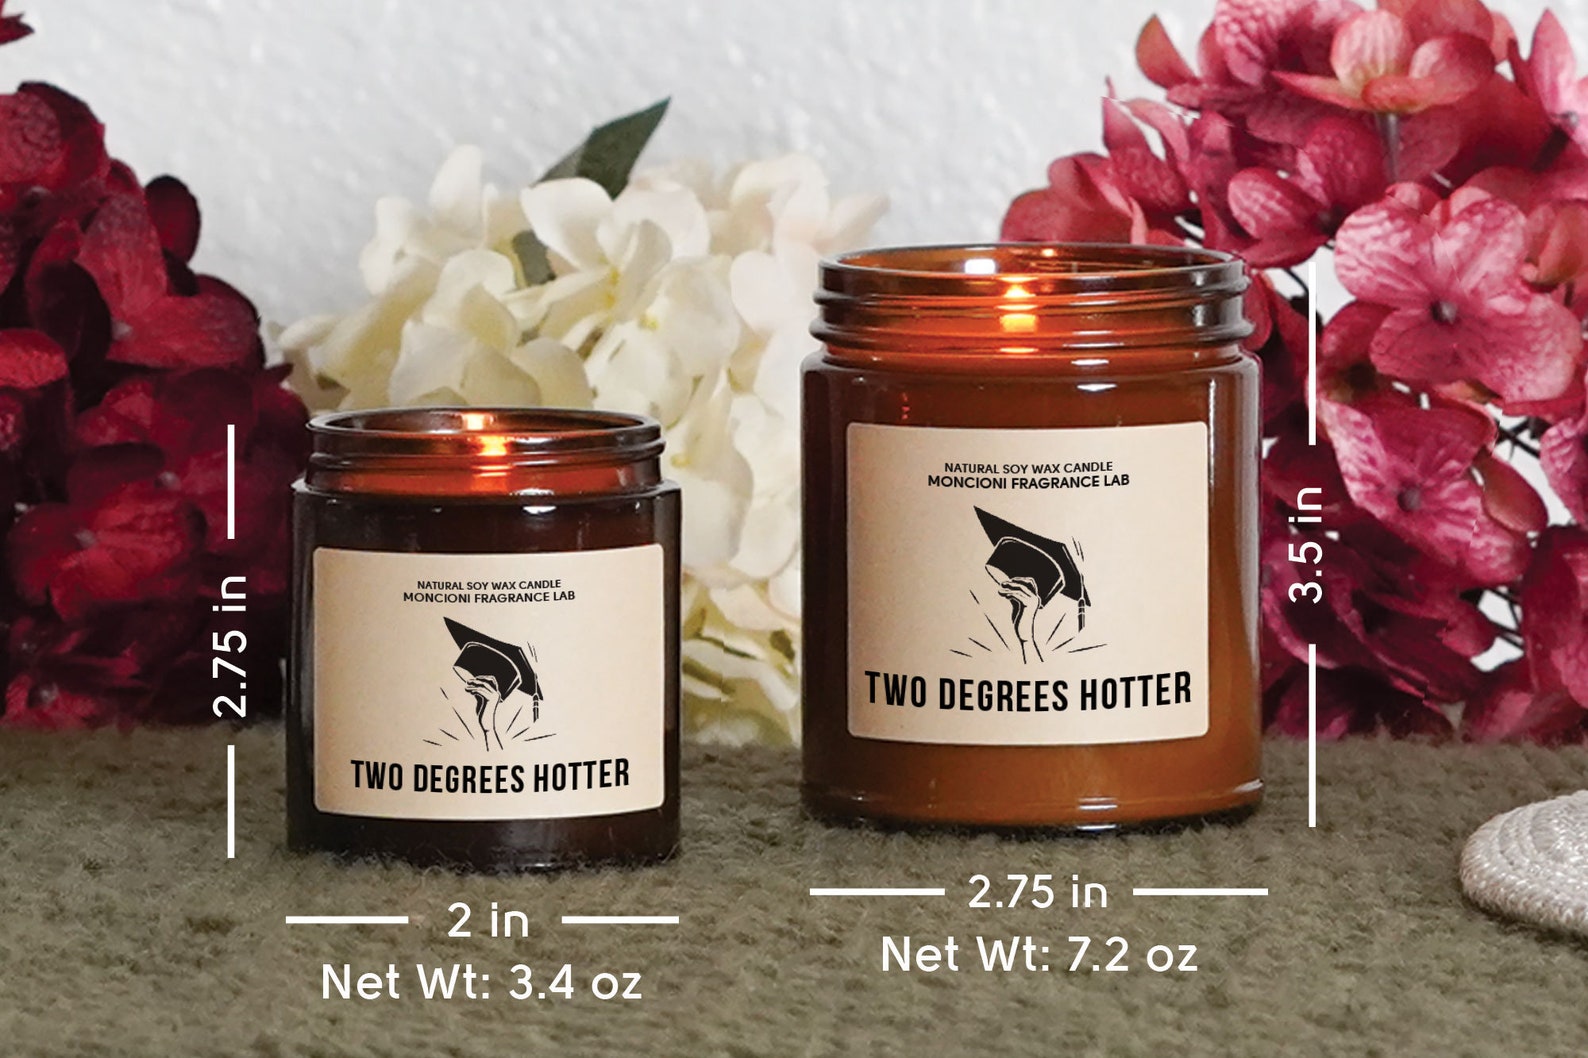 NATURAL SOY WAX CANDLE
MONCIONI FRAGRANCE LAB
TWO DEGREES HOTTER
2.75 in
2 in
Net Wt: 3.4 oz
NATURAL SOY WAX CANDLE
MONCIONI FRAGRANCE LAB
TWO DEGREES HOTTER
3.5 in
2.75 in
Net Wt: 7.2 oz